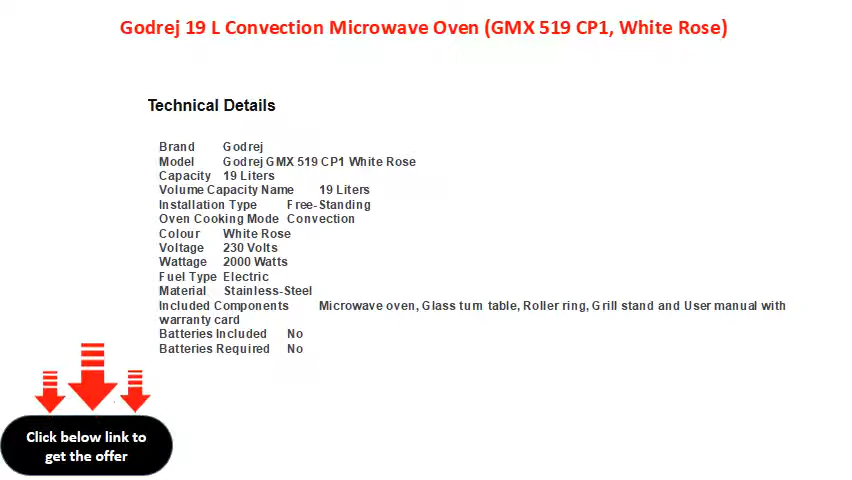 Godrej 19 L Convection Microwave Oven (GMX 519 CP1, White Rose)
Technical Details
Brand Godrej
Model Godrej GMX 519 CP1 White Rose
Capacity 19 Liters
Volume Capacity Name 19 Liters
Installation Type Free-Standing
Oven Cooking Mode Convection
Colour White Rose
Voltage 230 Volts
Wattage 2000 Watts
Fuel Type Electric
Material Stainless-Steel
Included Components Microwave oven, Glass turn table, Roller ring, Grill stand and User manual with
warranty card
Batteries Included No
Batteries Required No
Click below link to
get the offer